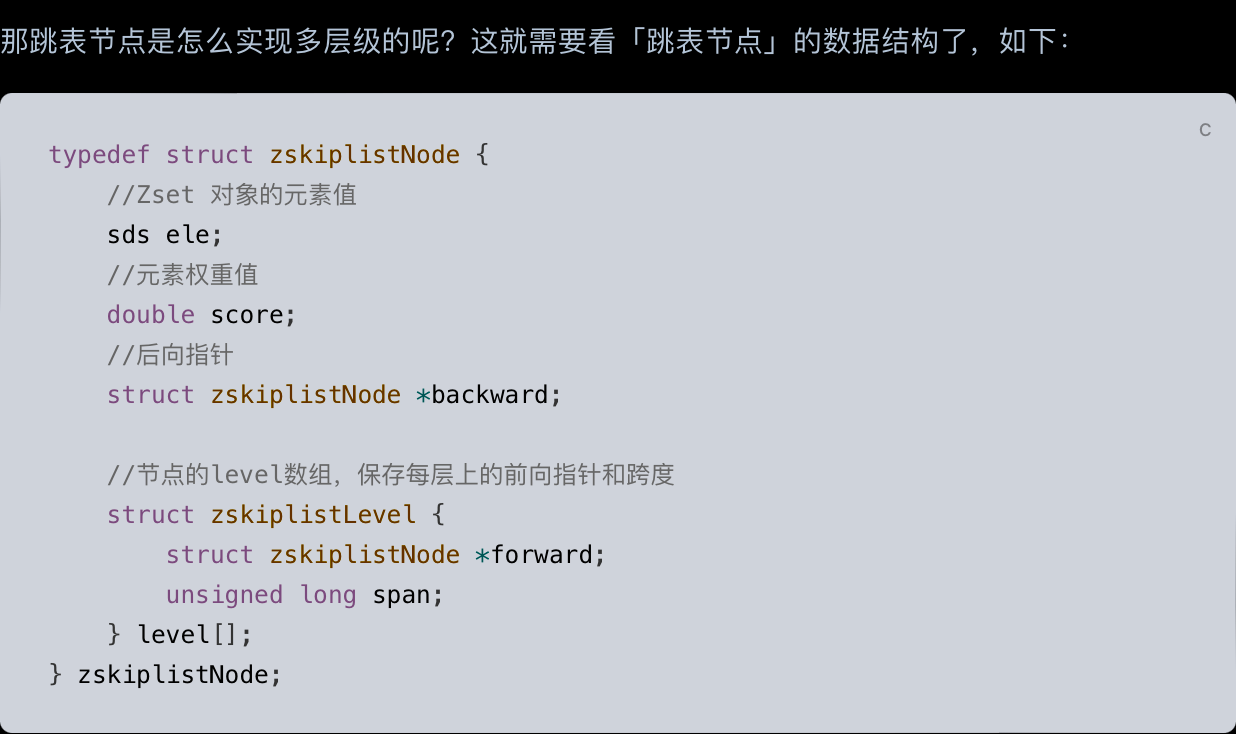 那跳表节点是怎么实现多层级的呢？这就需要看「跳表节点」的数据结构了，如下：
c
typedef struct zskiplistNode {
    //Zset 对象的元素值
    sds ele;
    //元素权重值
    double score;
    //后向指针
    struct zskiplistNode *backward;

    //节点的level数组，保存每层上的前向指针和跨度
    struct zskiplistLevel {
        struct zskiplistNode *forward;
        unsigned long span;
    } level[];
} zskiplistNode;